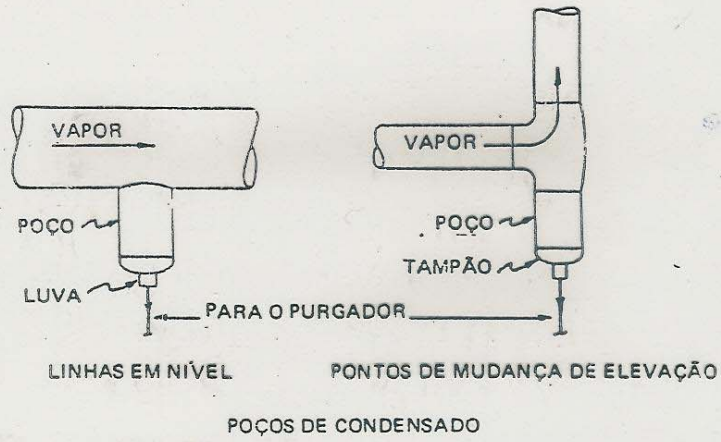 VAPOR
POÇO
LUVA
VAPOR
POÇO
TAMPÃO
PARA O PURGADOR
LINHAS EM NÍVEL
PONTOS DE MUDANÇA DE ELEVAÇÃO
POÇOS DE CONDENSADO